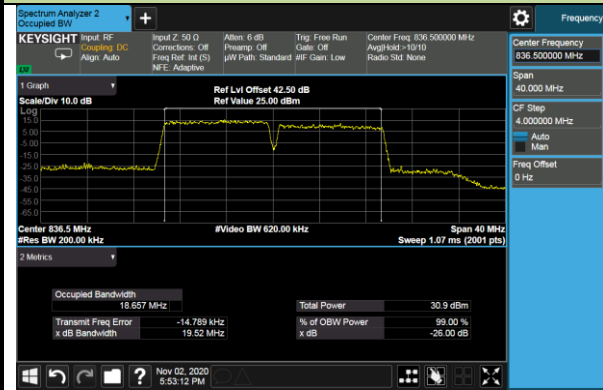 Spectrum Analyzer 2
Occupied BW
+
Frequency
KEYSIGHT
Input: RF
Coupling: DC
Align: Auto
Input Z: 50 Ω
Corrections: Off
Freq Ref: Int (S)
NFE: Adaptive
Atten: 6 dB
Preamp: Off
µW Path: Standard
Trig: Free Run
Gate: Off
#IF Gain: Low
Center Freq: 836.500000 MHz
Avg|Hold:>10/10
Radio Std: None
Center Frequency
836.500000 MHz
Span
40.000 MHz
CF Step
4.000000 MHz
Auto
Man
Freq Offset
0 Hz
1 Graph
Scale/Div 10.0 dB
Ref Lvl Offset 42.50 dB
Ref Value 25.00 dBm
Log
15.0
5.00
-5.00
-15.0
-25.0
-35.0
-45.0
-55.0
-65.0
Center 836.5 MHz
#Video BW 620.00 kHz
Span 40 MHz
#Res BW 200.00 kHz
Sweep 1.07 ms (2001 pts)
2 Metrics
Occupied Bandwidth
18.657 MHz
Total Power 30.9 dBm
Transmit Freq Error -14.789 kHz
% of OBW Power 99.00 %
x dB Bandwidth 19.52 MHz
x dB -26.00 dB
?
Nov 02, 2020
5:53:12 PM